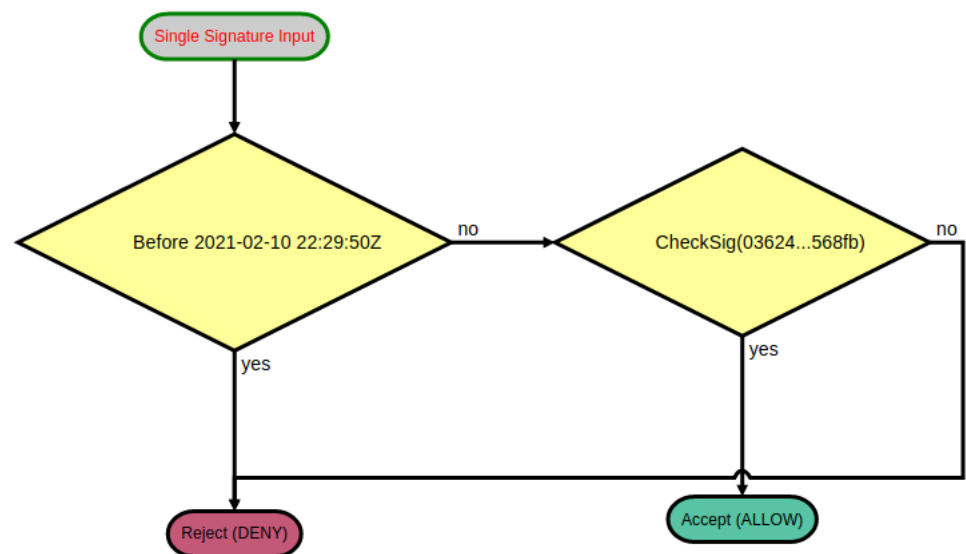 Single Signature Input
Before 2021-02-10 22:29:50Z
no
CheckSig(03624...568fb)
no
yes
yes
Reject (DENY)
Accept (ALLOW)